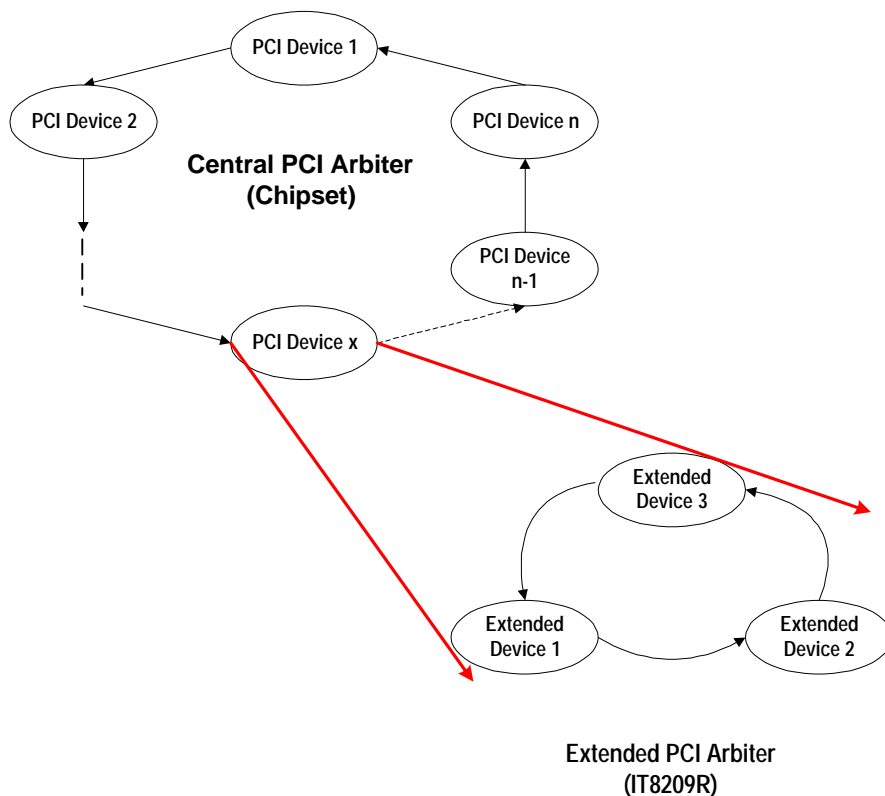 PCI Device 1
PCI Device 2
PCI Device n
Central PCI Arbiter
(Chipset)
PCI Device
n-1
PCI Device x
Extended
Device 3
Extended
Device 1
Extended
Device 2
Extended PCI Arbiter
(IT8209R)